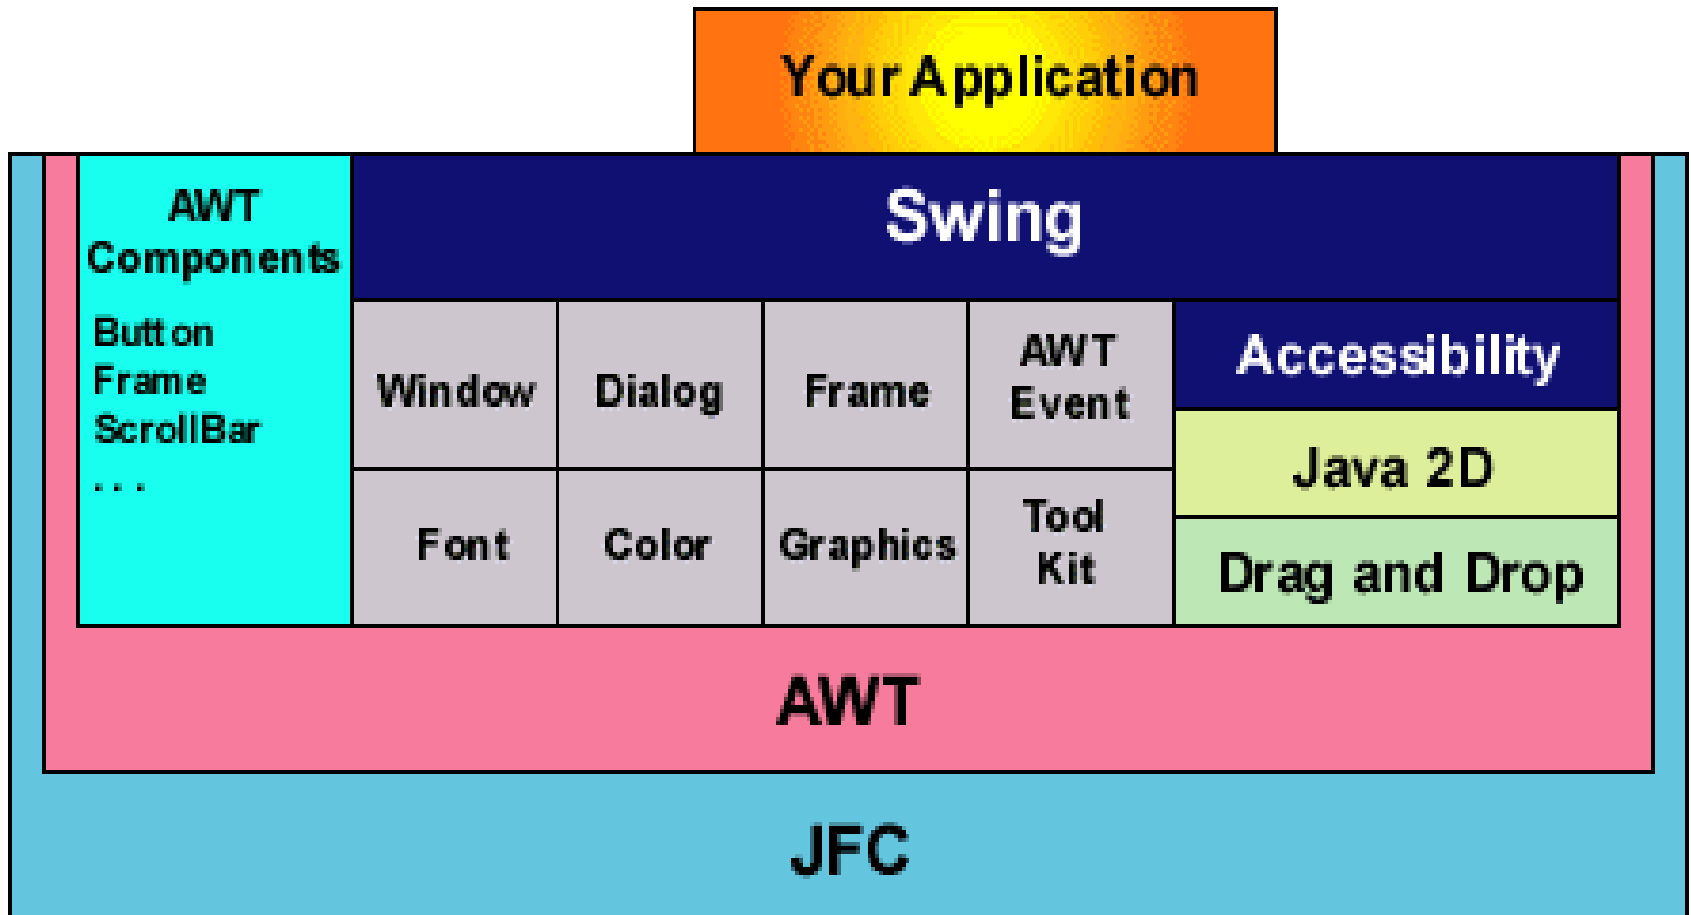 Your Application
AWT
Components
Button
Frame
ScrollBar
. . .
Swing
Window
Dialog
Frame
AWT
Event
Accessibility
Java 2D
Font
Color
Graphics
Tool
Kit
Drag and Drop
AWT
JFC